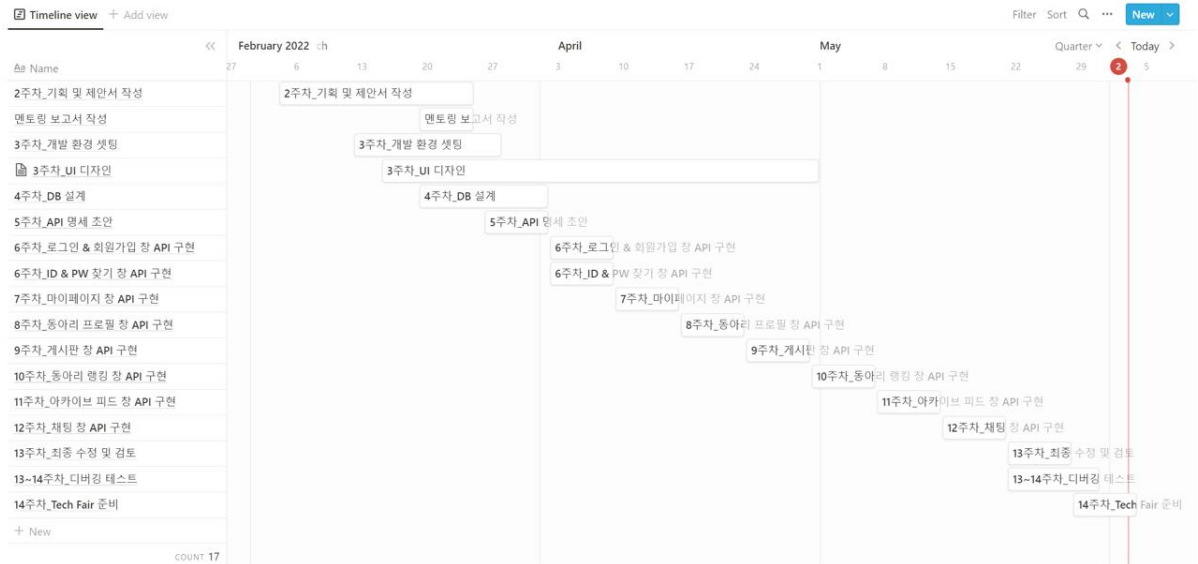 Timeline view + Add view Filter Sort ... New
February 2022 ch April May Quarter Today
Aa Name 27 6 13 20 27 3 10 17 24 1 8 15 22 29 2 5
2주차_기획 및 제안서 작성 2주차_기획 및 제안서 작성
멘토링 보고서 작성 멘토링 보고서 작성
3주차_개발 환경 셋팅 3주차_개발 환경 셋팅
3주차_UI 디자인 3주차_UI 디자인
4주차_DB 설계 4주차_DB 설계
5주차_API 명세 초안 5주차_API 명세 초안
6주차_로그인 & 회원가입 창 API 구현 6주차_로그인 & 회원가입 창 API 구현
6주차_ID & PW 찾기 창 API 구현 6주차_ID & PW 찾기 창 API 구현
7주차_마이페이지 창 API 구현 7주차_마이페이지 창 API 구현
8주차_동아리 프로필 창 API 구현 8주차_동아리 프로필 창 API 구현
9주차_게시판 창 API 구현 9주차_게시판 창 API 구현
10주차_동아리 랭킹 창 API 구현 10주차_동아리 랭킹 창 API 구현
11주차_아카이브 피드 창 API 구현 11주차_아카이브 피드 창 API 구현
12주차_채팅 창 API 구현 12주차_채팅 창 API 구현
13주차_최종 수정 및 검토 13주차_최종 수정 및 검토
13~14주차_디버깅 테스트 13~14주차_디버깅 테스트
14주차_Tech Fair 준비 14주차_Tech Fair 준비
+ New
COUNT 17